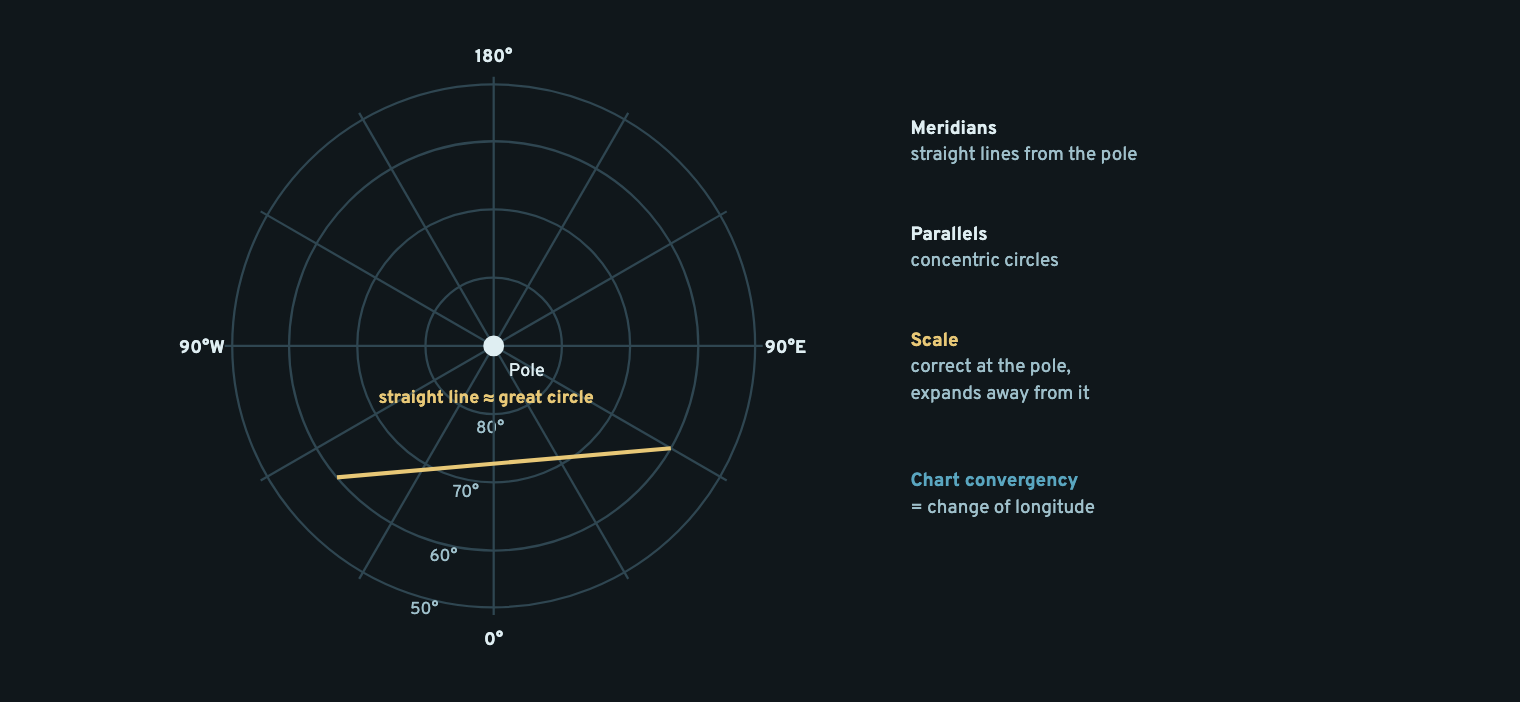 180°
90°W
90°E
Pole
straight line ≈ great circle
80°
70°
60°
50°
0°
Meridians
straight lines from the pole
Parallels
concentric circles
Scale
correct at the pole,
expands away from it
Chart convergency
= change of longitude